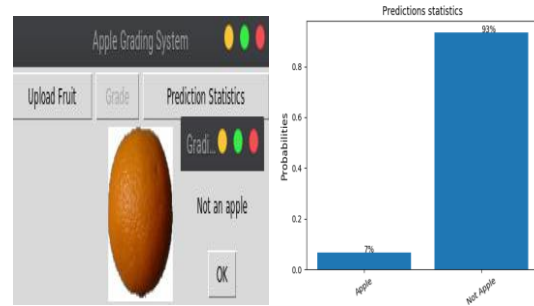 Apple Grading System
Upload Fruit
Grade
Prediction Statistics
Gradi...
Not an apple
OK
Predictions statistics
Probabilities
0.8
0.6
0.4
0.2
0.0
93%
7%
Apple
Not Apple